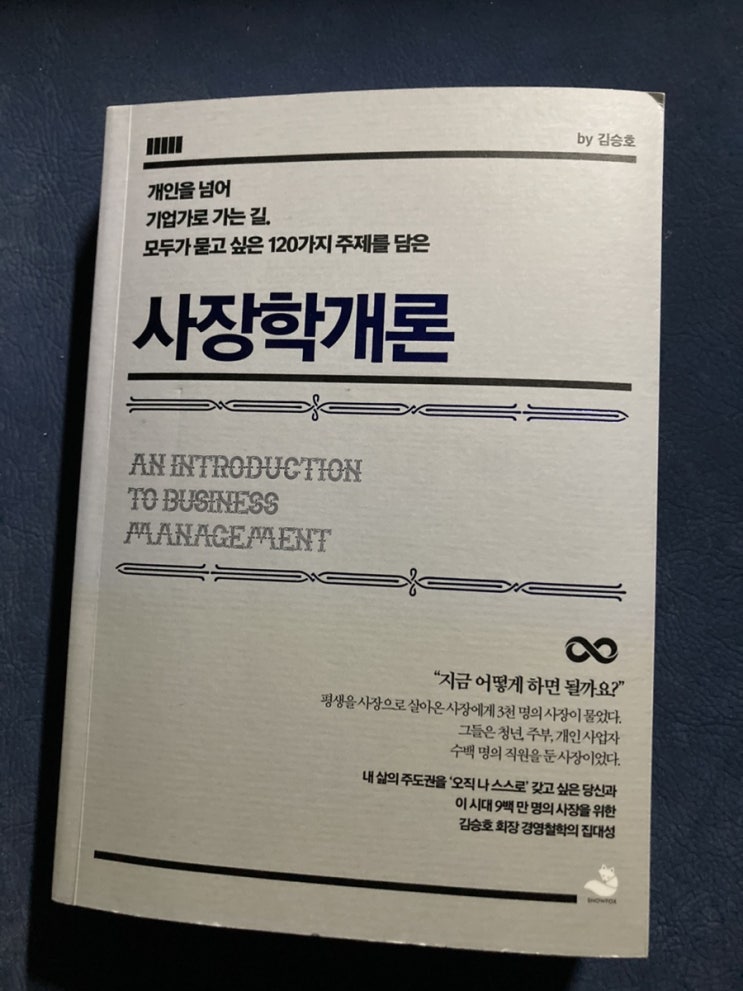 by 김승호
개인을 넘어
기업가로 가는 길.
모두가 묻고 싶은 120가지 주제를 담은
사장학개론
AN INTRODUCTION
TO BUSINESS
MANAGEMENT
“지금 어떻게 하면 될까요?”
평생을 사장으로 살아온 사장에게 3천 명의 사장이 물었다.
그들은 청년, 주부, 개인 사업자
수백 명의 직원을 둔 사장이었다.
내 삶의 주도권을 ‘오직 나 스스로’ 갖고 싶은 당신과
이 시대 9백 만 명의 사장을 위한
김승호 회장 경영철학의 집대성
SNOWFOX